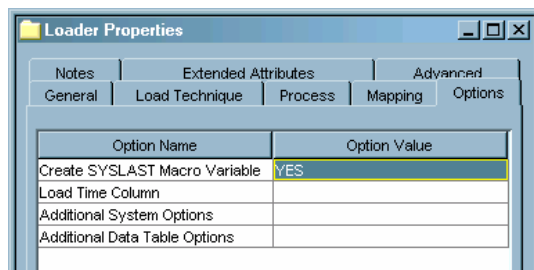 Loader Properties
Notes Extended Attributes Advanced
General Load Technique Process Mapping Options
Option Name Option Value
Create SYSLAST Macro Variable YES
Load Time Column
Additional System Options
Additional Data Table Options